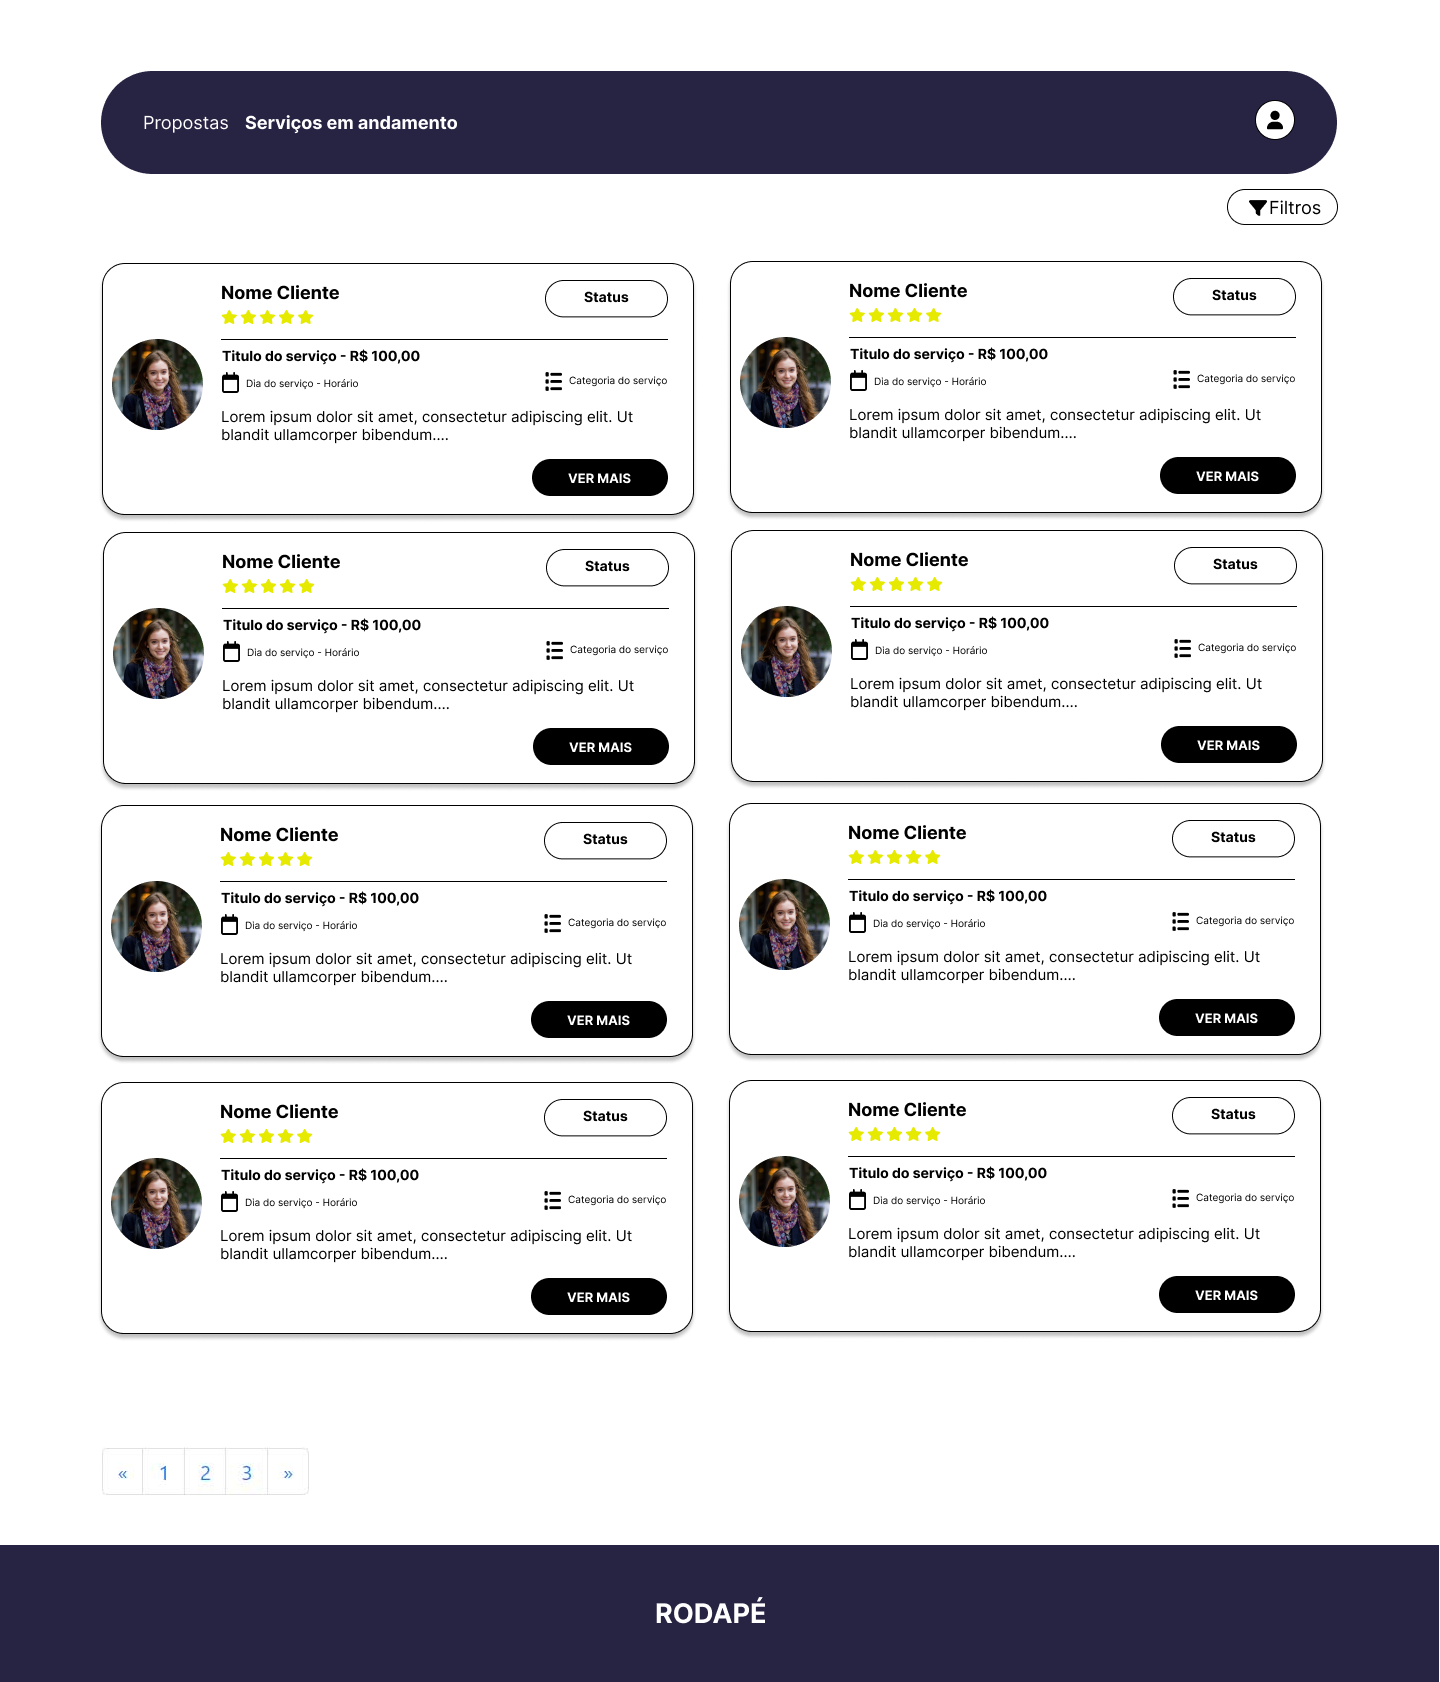 Propostas Serviços em andamento
Filtros
Nome Cliente
Status
Titulo do serviço - R$ 100,00
Dia do serviço - Horário
Categoria do serviço
Lorem ipsum dolor sit amet, consectetur adipiscing elit. Ut
blandit ullamcorper bibendum....
VER MAIS
Nome Cliente
Status
Titulo do serviço - R$ 100,00
Dia do serviço - Horário
Categoria do serviço
Lorem ipsum dolor sit amet, consectetur adipiscing elit. Ut
blandit ullamcorper bibendum....
VER MAIS
Nome Cliente
Status
Titulo do serviço - R$ 100,00
Dia do serviço - Horário
Categoria do serviço
Lorem ipsum dolor sit amet, consectetur adipiscing elit. Ut
blandit ullamcorper bibendum....
VER MAIS
Nome Cliente
Status
Titulo do serviço - R$ 100,00
Dia do serviço - Horário
Categoria do serviço
Lorem ipsum dolor sit amet, consectetur adipiscing elit. Ut
blandit ullamcorper bibendum....
VER MAIS
Nome Cliente
Status
Titulo do serviço - R$ 100,00
Dia do serviço - Horário
Categoria do serviço
Lorem ipsum dolor sit amet, consectetur adipiscing elit. Ut
blandit ullamcorper bibendum....
VER MAIS
Nome Cliente
Status
Titulo do serviço - R$ 100,00
Dia do serviço - Horário
Categoria do serviço
Lorem ipsum dolor sit amet, consectetur adipiscing elit. Ut
blandit ullamcorper bibendum....
VER MAIS
Nome Cliente
Status
Titulo do serviço - R$ 100,00
Dia do serviço - Horário
Categoria do serviço
Lorem ipsum dolor sit amet, consectetur adipiscing elit. Ut
blandit ullamcorper bibendum....
VER MAIS
Nome Cliente
Status
Titulo do serviço - R$ 100,00
Dia do serviço - Horário
Categoria do serviço
Lorem ipsum dolor sit amet, consectetur adipiscing elit. Ut
blandit ullamcorper bibendum....
VER MAIS
« 1 2 3 »
RODAPÉ